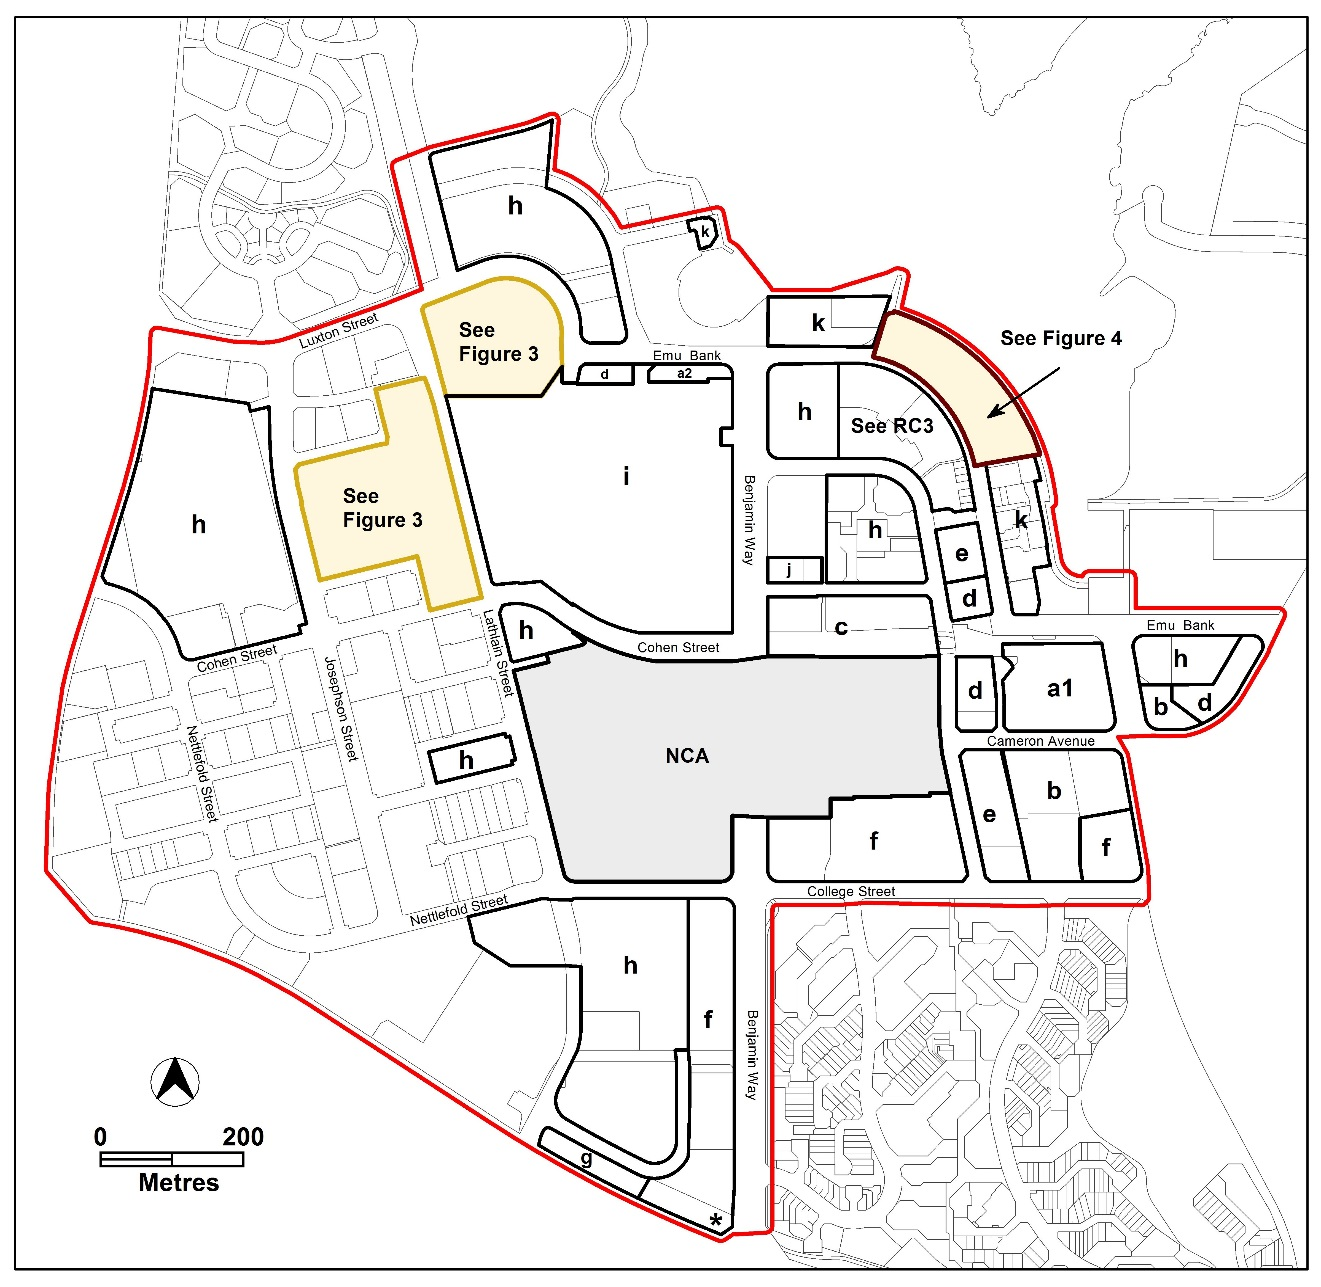 h
k
Luxton Street
See
Figure 3
k
See Figure 4
Emu Bank
d
a2
h
See RC3
i
See
Figure 3
h
Benjamin Way
h
k
e
j
d
Lathlain Street
h
c
Emu Bank
Cohen Street
Cohen Street
Josephson Street
h
d
a1
b
d
Nettlefold Street
NCA
Cameron Avenue
h
b
e
f
f
College Street
Nettlefold Street
h
f
Benjamin Way
0 200
Metres
g
*